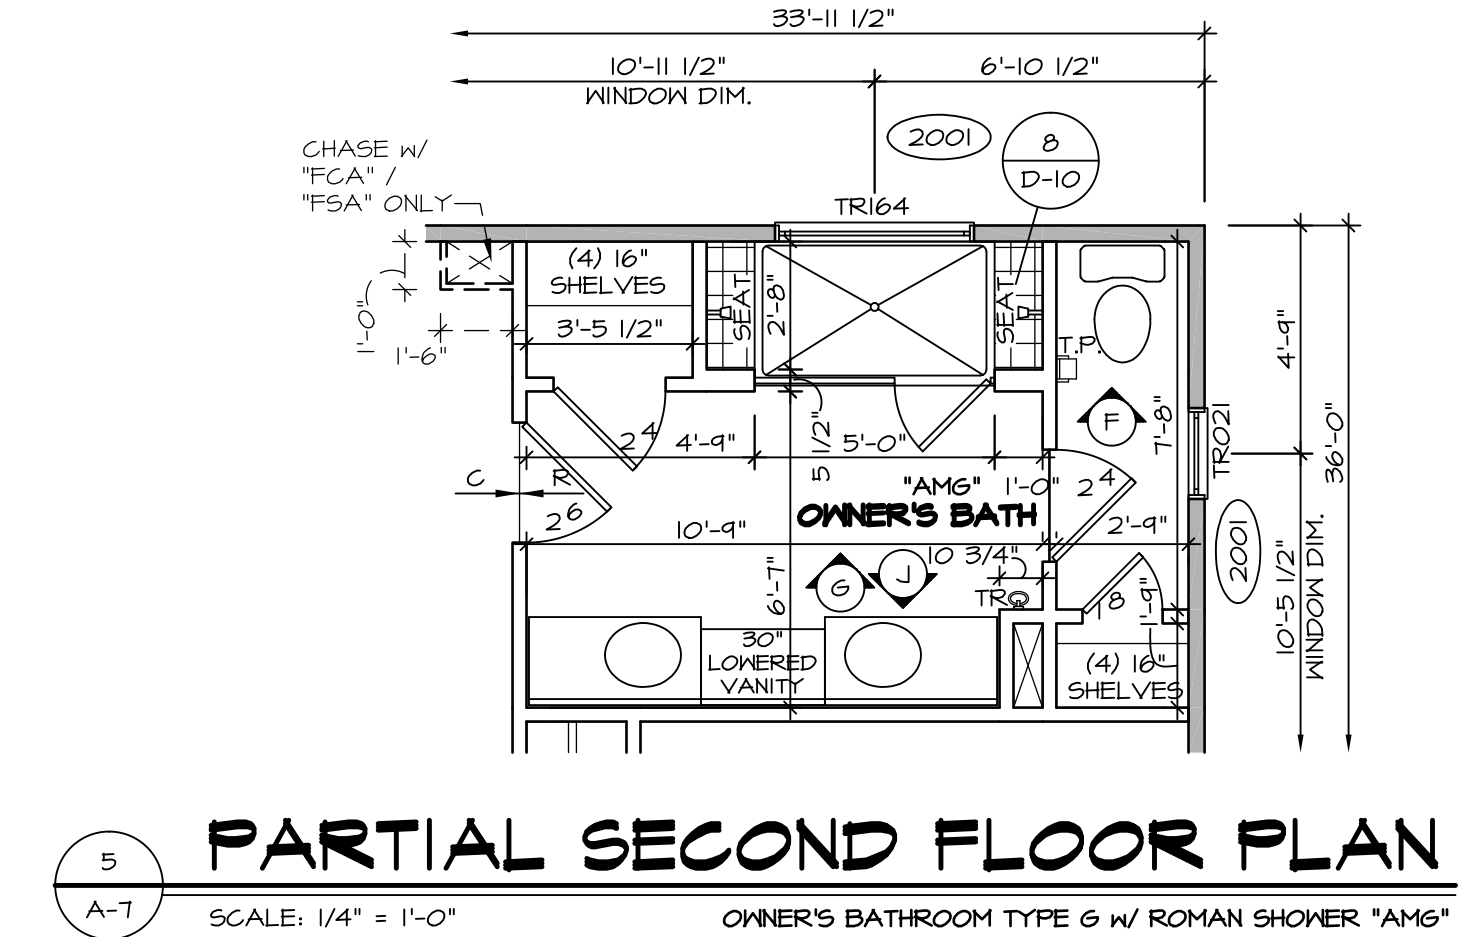 33'-11 1/2"
10'-11 1/2"
6'-10 1/2"
WINDOW DIM.
2001
8
D-10
CHASE w/
"FCA" /
"FSA" ONLY
TR164
(4) 16"
SHELVES
SEAT
2'-8"
SEAT
3'-5 1/2"
1'-0"
1'-6"
T.P.
4'-9"
F
7'-8"
TR021
36'-0"
2 4
4'-9"
5 1/2"
5'-0"
C
R
"AMG"
1'-0"
2 4
OWNER'S BATH
2 6
10'-9"
2'-9"
2001
10'-5 1/2"
WINDOW DIM.
10 3/4"
6'-7"
G
J
TR
1 8
1'-9"
30"
LOWERED
VANITY
(4) 16"
SHELVES
PARTIAL SECOND FLOOR PLAN
5
A-7
SCALE: 1/4" = 1'-0"
OWNER'S BATHROOM TYPE G w/ ROMAN SHOWER "AMG"